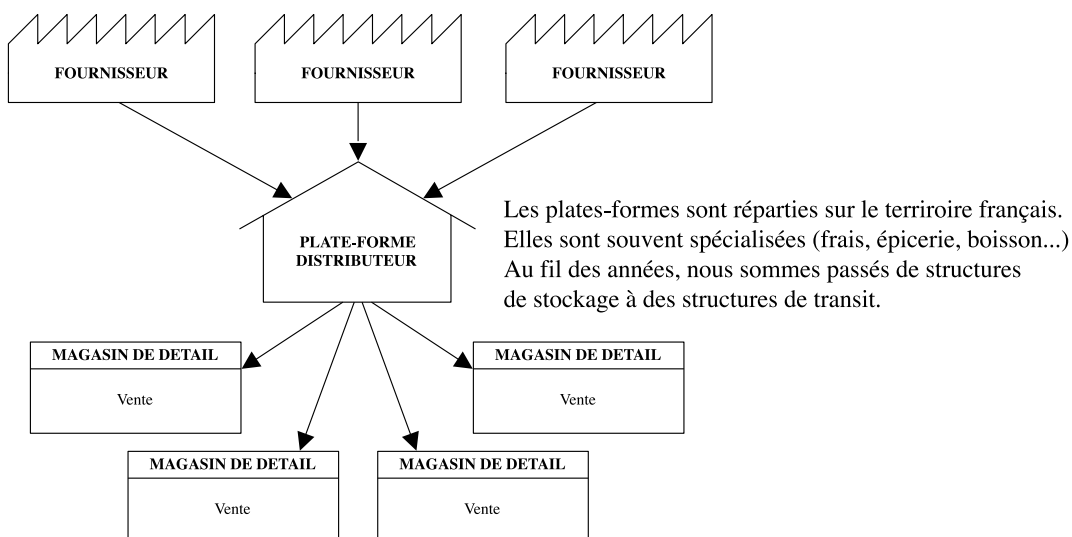 FOURNISSEUR
FOURNISSEUR
FOURNISSEUR
PLATE-FORME
DISTRIBUTEUR
Les plates-formes sont réparties sur le terriroire français.
Elles sont souvent spécialisées (frais, épicerie, boisson...)
Au fil des années, nous sommes passés de structures
de stockage à des structures de transit.
MAGASIN DE DETAIL
Vente
MAGASIN DE DETAIL
Vente
MAGASIN DE DETAIL
Vente
MAGASIN DE DETAIL
Vente